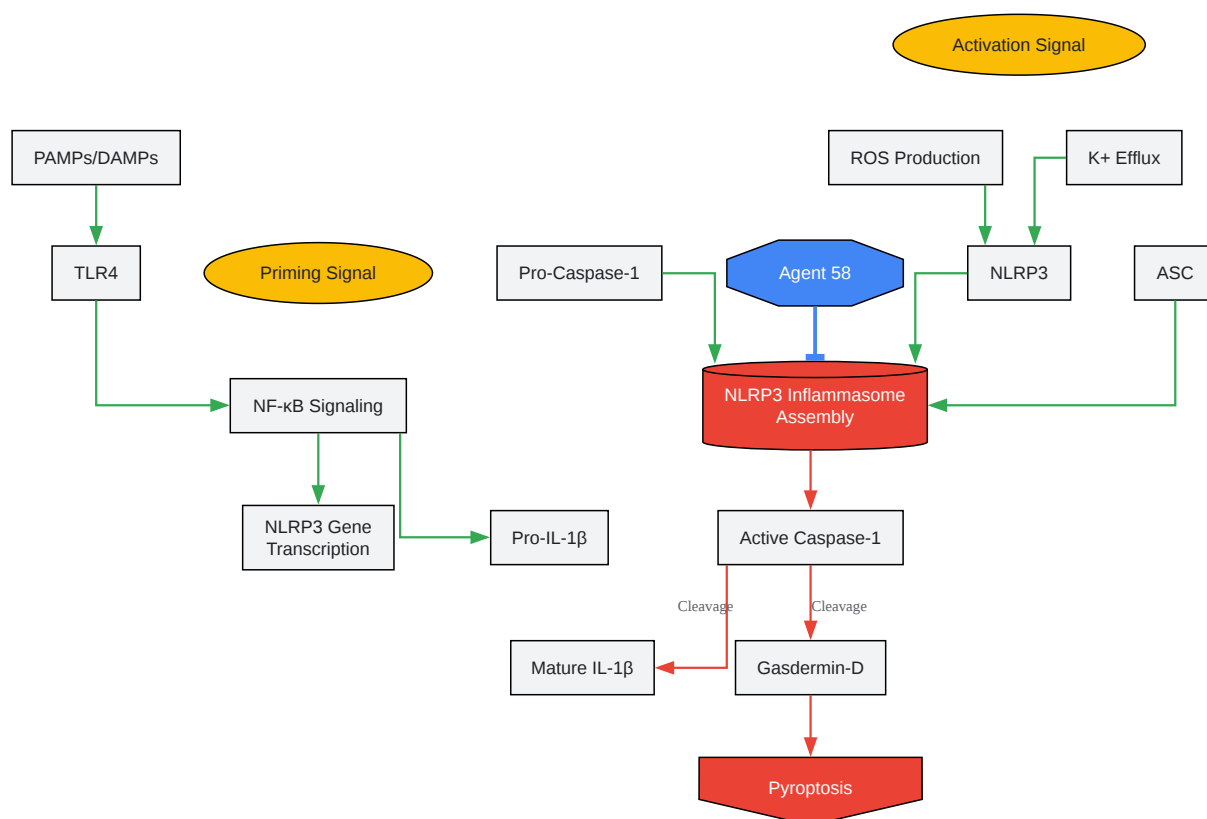 Activation Signal
PAMPs/DAMPs
ROS Production
K+ Efflux
TLR4
Priming Signal
Pro-Caspase-1
Agent 58
NLRP3
ASC
NF-κB Signaling
NLRP3 Inflammasome
Assembly
NLRP3 Gene
Transcription
Pro-IL-1β
Active Caspase-1
Cleavage
Cleavage
Mature IL-1β
Gasdermin-D
Pyroptosis